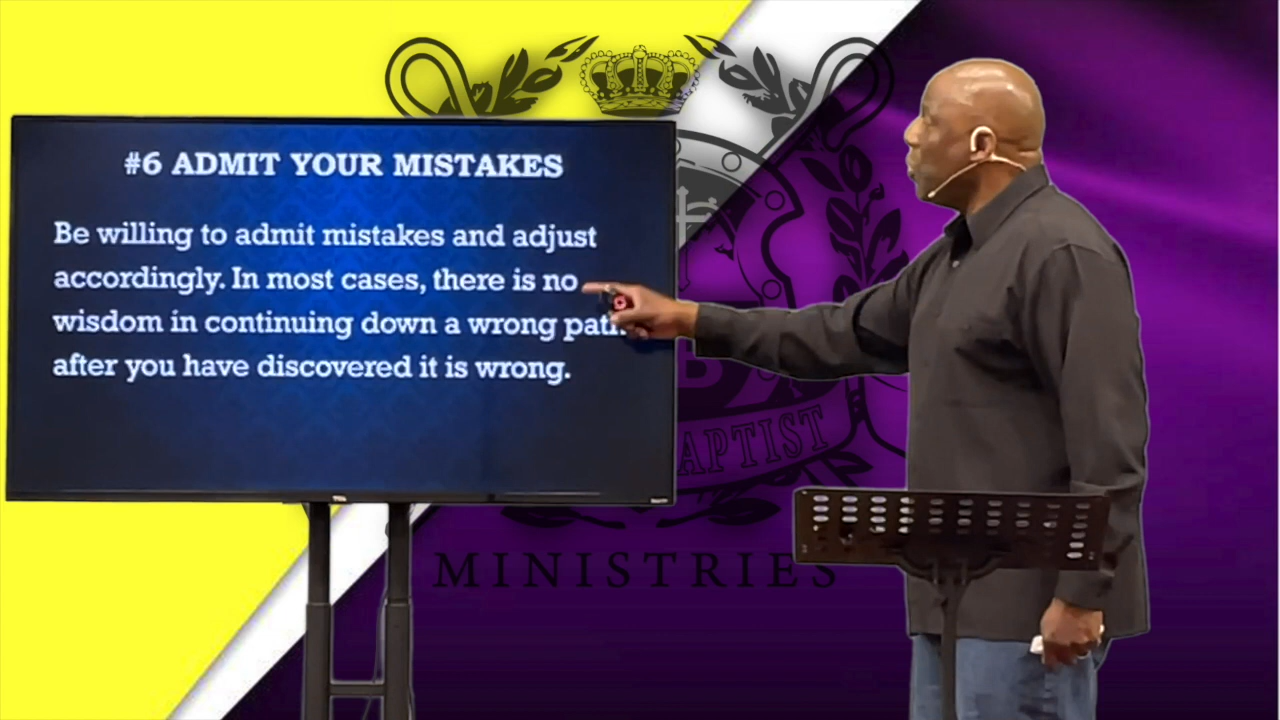 #6 ADMIT YOUR MISTAKES
Be willing to admit mistakes and adjust
accordingly. In most cases, there is no
wisdom in continuing down a wrong path
after you have discovered it is wrong.
B
APTIST
MINISTRIES